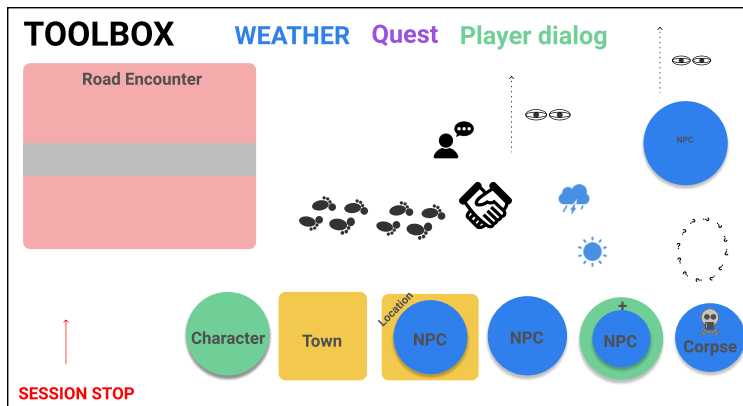 TOOLBOX
WEATHER
Quest
Player dialog
Road Encounter
NPC
? ? ? ? ? ? ? ? ? ? ? ? ?
Character
Town
Location
NPC
NPC
+
NPC
Corpse
SESSION STOP